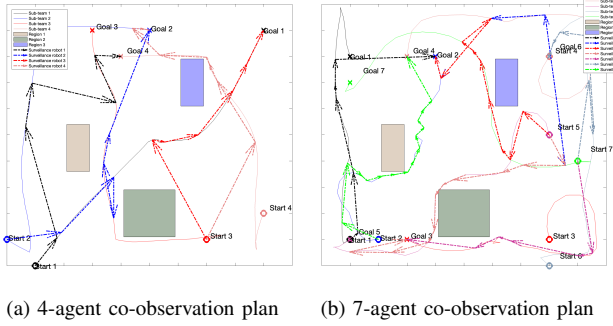 Sub-team 1
Sub-team 2
Sub-team 3
Sub-team 4
Region 1
Region 2
Region 3
Surveillance robot 1
Surveillance robot 2
Surveillance robot 3
Surveillance robot 4
Goal 3
Goal 2
Goal 1
Goal 4
Start 4
Start 2
Start 3
Start 1
Goal 1
Goal 4
Goal 2
Goal 6
Start 4
Goal 7
Start 5
Start 7
Goal 5
Start 1
Start 2
Goal 3
Start 3
Start 6
(a) 4-agent co-observation plan
(b) 7-agent co-observation plan